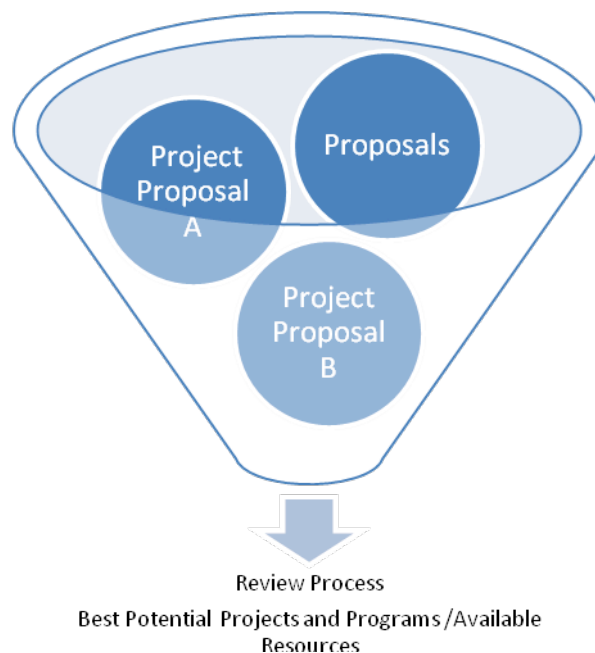 Project
Proposal
A
Proposals
Project
Proposal
B
Review Process
Best Potential Projects and Programs /Available
Resources